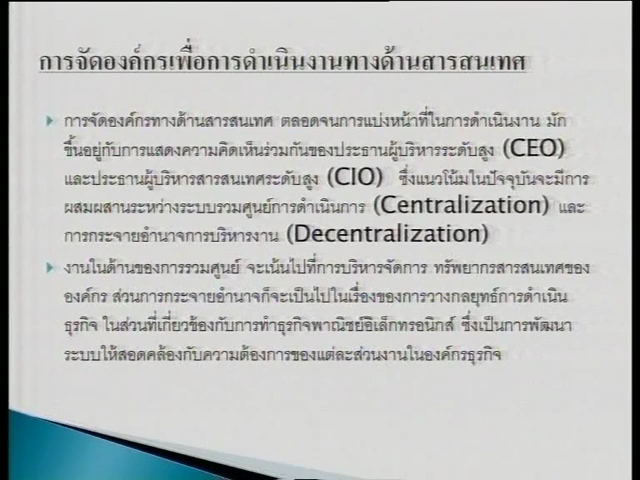 การจัดองค์กรเพื่อการดำเนินงานทางด้านสารสนเทศ
การจัดองค์กรทางด้านสารสนเทศ ตลอดจนการแบ่งหน้าที่ในการดำเนินงาน มัก
ขึ้นอยู่กับการแสดงความคิดเห็นร่วมกันของประธานผู้บริหารระดับสูง (CEO)
และประธานผู้บริหารสารสนเทศระดับสูง (CIO) ซึ่งแนวโน้มในปัจจุบันจะมีการ
ผสมผสานระหว่างระบบรวมศูนย์การดำเนินการ (Centralization) และ
การกระจายอำนาจการบริหารงาน (Decentralization)
งานในด้านของการรวมศูนย์ จะเน้นไปที่การบริหารจัดการ ทรัพยากรสารสนเทศของ
องค์กร ส่วนการกระจายอำนาจก็จะเป็นไปในเรื่องของการวางกลยุทธ์การดำเนิน
ธุรกิจ ในส่วนที่เกี่ยวข้องกับการทำธุรกิจพาณิชย์อิเล็กทรอนิกส์ ซึ่งเป็นการพัฒนา
ระบบให้สอดคล้องกับความต้องการของแต่ละส่วนงานในองค์กรธุรกิจ